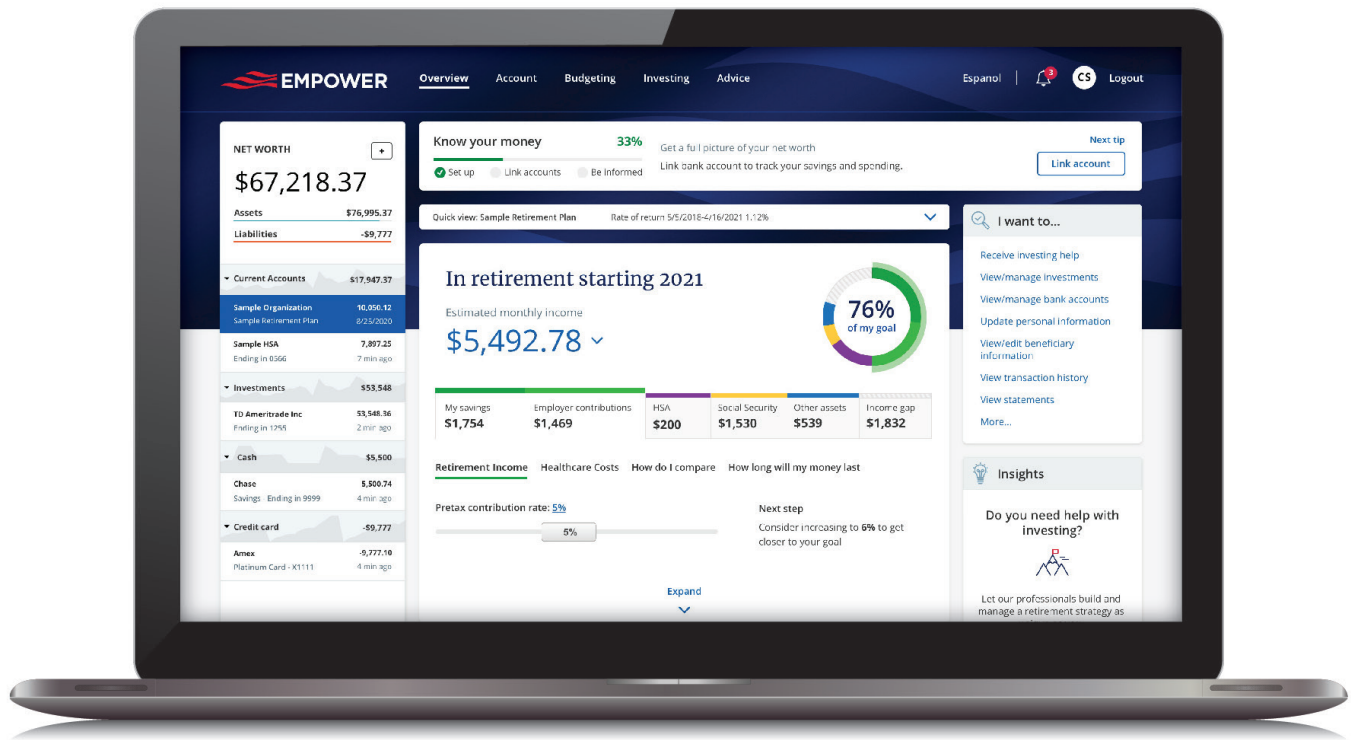 EMPOWER
Overview Account Budgeting Investing Advice
Espanol
3
CS
Logout
NET WORTH
+
$67,218.37
Assets $76,995.37
Liabilities -$9,777
Current Accounts $17,947.37
Sample Organization 10,050.12
Sample Retirement Plan 8/25/2020
Sample HSA 7,897.25
Ending in 0566 7 min ago
Investments $53,548
TD Ameritrade Inc 53,548.36
Ending in 1255 2 min ago
Cash $5,500
Chase 5,500.74
Savings Ending in 9999 4 min ago
Credit card -$9,777
Amex -9,777.10
Platinum Card - X1111 4 min ago
Know your money 33%
Set up Link accounts Be Informed
Get a full picture of your net worth
Link bank account to track your savings and spending.
Next tip
Link account
Quick view: Sample Retirement Plan Rate of return 5/5/2018-4/16/2021 1.12%
In retirement starting 2021
Estimated monthly income
$5,492.78
76%
of my goal
My savings Employer contributions HSA Social Security Other assets Income gap
$1,754 $1,469 $200 $1,530 $539 $1,832
Retirement Income Healthcare Costs How do I compare How long will my money last
Pretax contribution rate: 5%
5%
Next step
Consider increasing to 6% to get
closer to your goal
Expand
I want to...
Receive investing help
View/manage investments
View/manage bank accounts
Update personal information
View/edit beneficiary
information
View transaction history
View statements
More...
Insights
Do you need help with
investing?
Let our professionals build and
manage a retirement strategy as